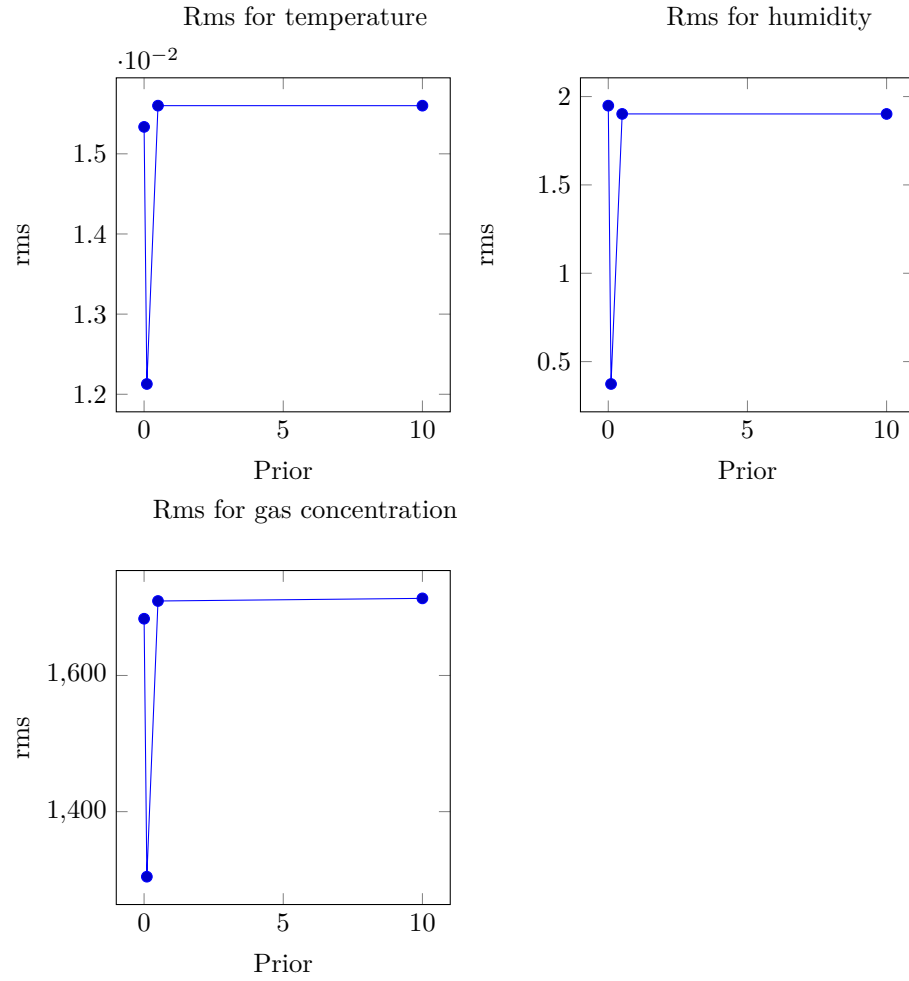 Rms for temperature
·10−2
1.5
1.4
1.3
1.2
rms
0 5 10
Prior
Rms for humidity
2
1.5
1
0.5
rms
0 5 10
Prior
Rms for gas concentration
1,600
1,400
rms
0 5 10
Prior